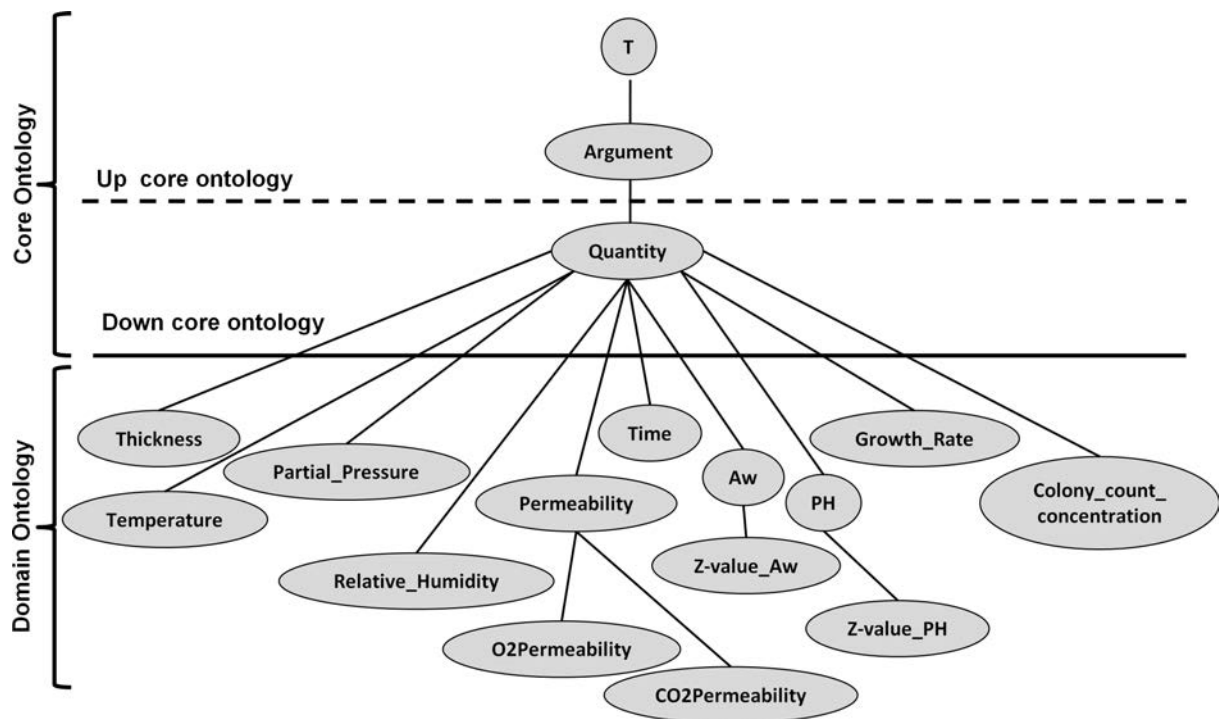 T
Argument
Up core ontology
Core Ontology
Quantity
Down core ontology
Domain Ontology
Thickness
Time
Growth_Rate
Partial_Pressure
Aw
Temperature
Permeability
PH
Colony_count_
concentration
Relative_Humidity
Z-value_Aw
O2Permeability
Z-value_PH
CO2Permeability